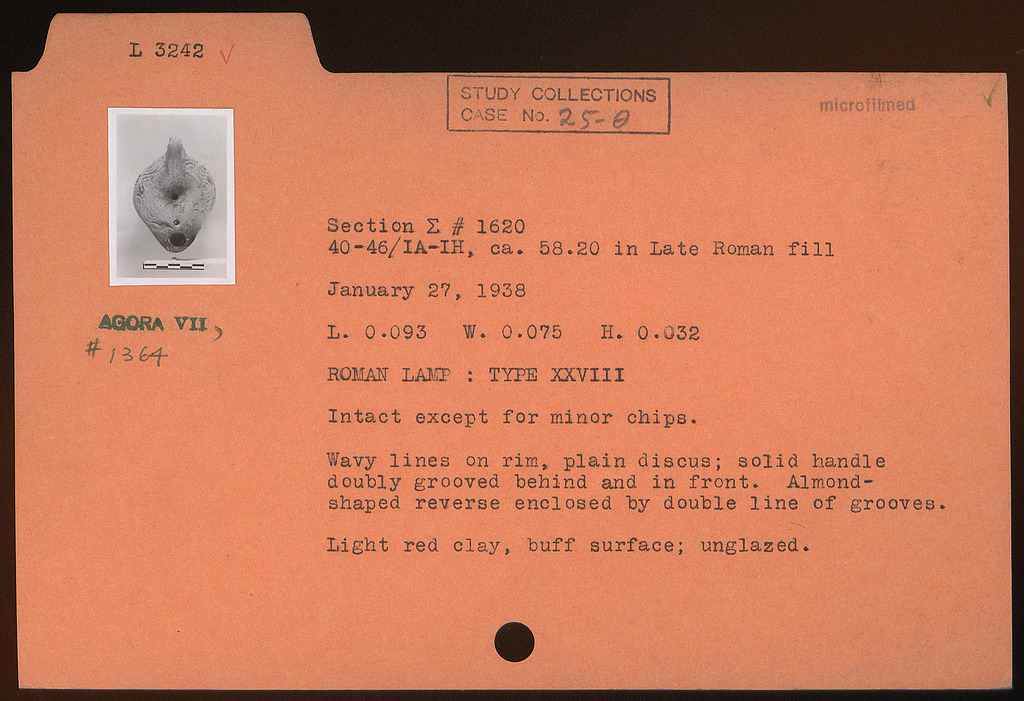 L 3242 √
STUDY COLLECTIONS
CASE No. 25-θ
microfilmed
Section Σ # 1620
40-46/IA-IH, ca. 58.20 in Late Roman fill
January 27, 1938
AGORA VII,
# 1364
L. 0.093 W. 0.075 H. 0.032
ROMAN LAMP : TYPE XXVIII
Intact except for minor chips.
Wavy lines on rim, plain discus; solid handle
doubly grooved behind and in front. Almond-
shaped reverse enclosed by double line of grooves.
Light red clay, buff surface; unglazed.